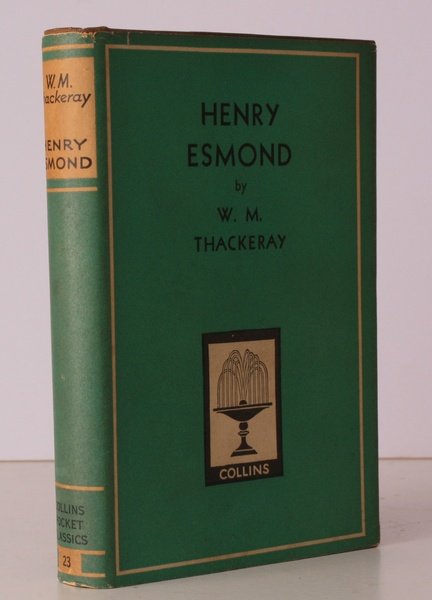 W. M.
Thackeray
HENRY
ESMOND
COLLINS
POCKET
CLASSICS
23
HENRY
ESMOND
by
W. M.
THACKERAY
COLLINS